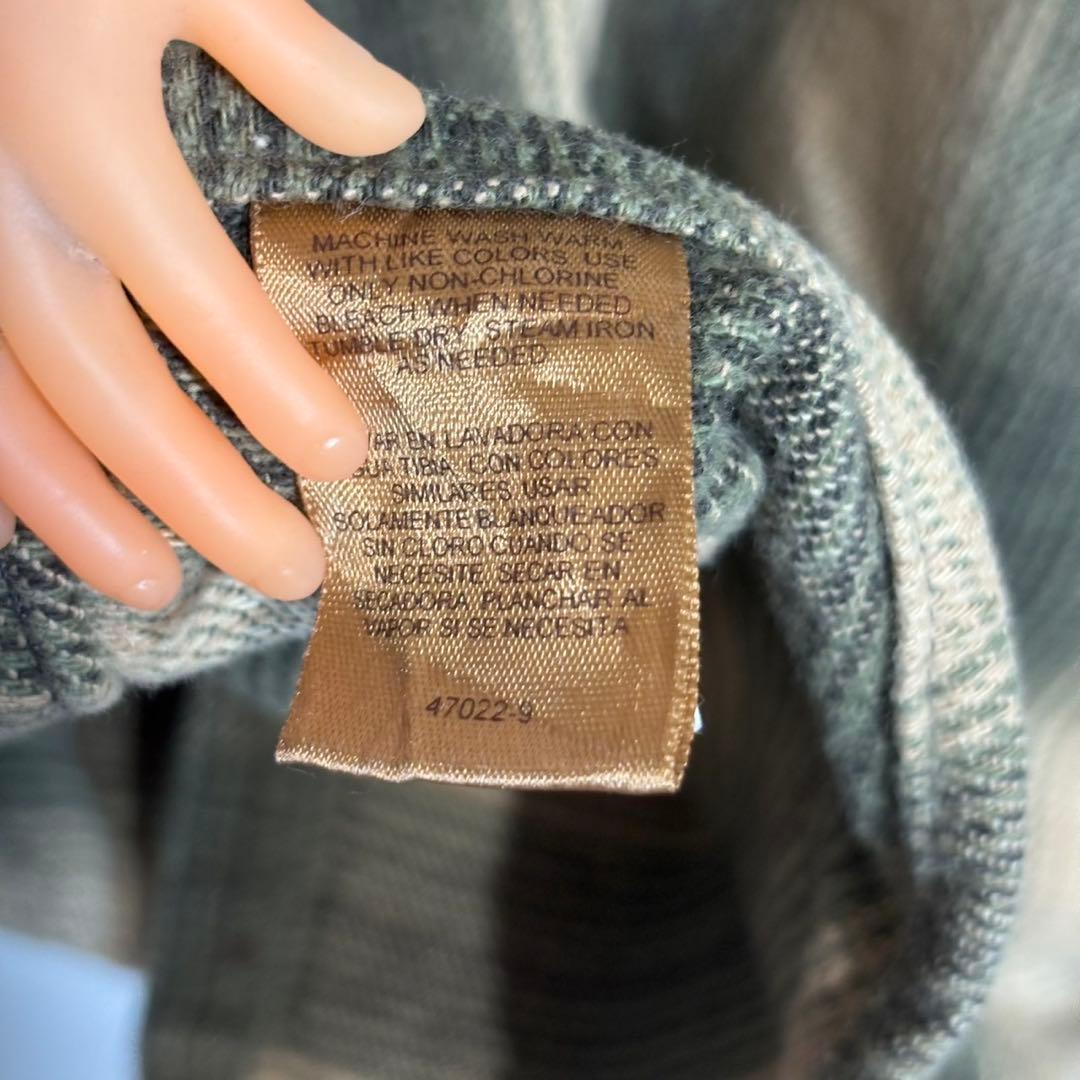 MACHINE WASH WARM
WITH LIKE COLORS. USE
ONLY NON-CHLORINE
BLEACH WHEN NEEDED
TUMBLE DRY. STEAM IRON
AS NEEDED
EN LAVADORA CON
TIBIA. CON COLORES
SIMILARES. USAR
SOLAMENTE BLANQUEADOR
SIN CLORO CUANDO SE
NECESITE. SECAR EN
SECADORA. PLANCHAR AL
VAPOR SI SE NECESITA
47022-9